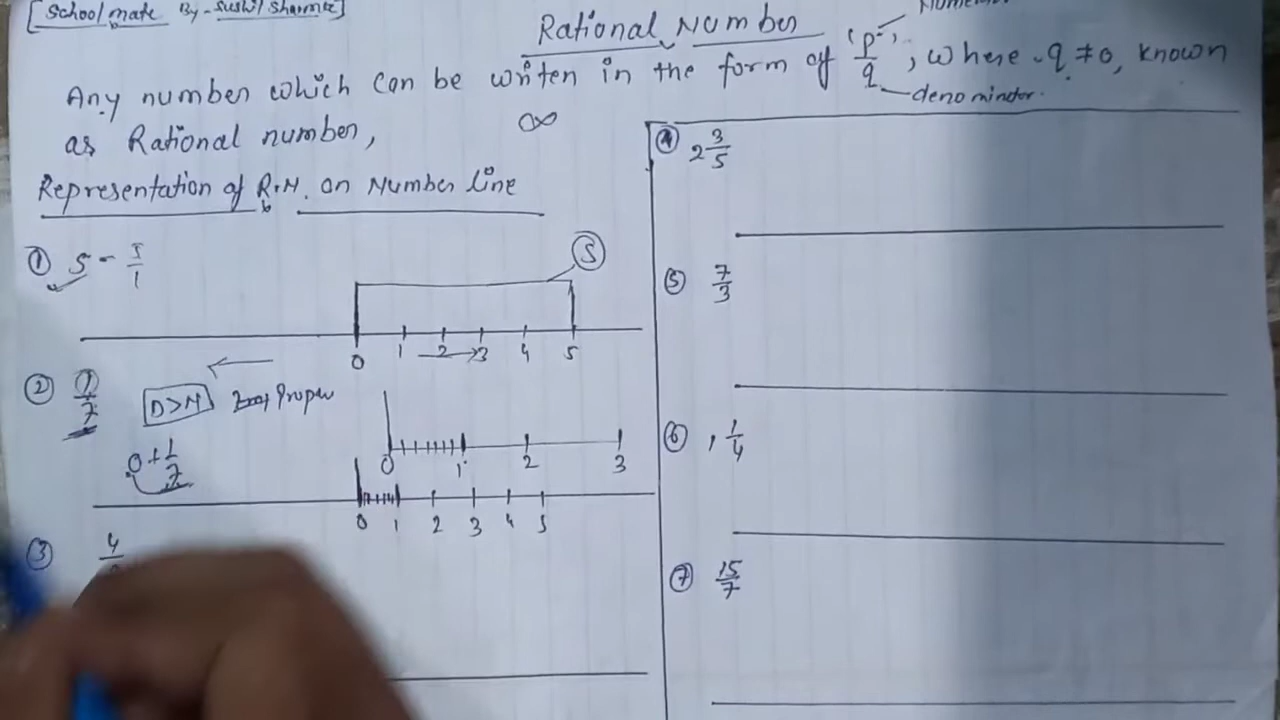 [School mate By - Sushil Sharma]
Rational Number
Any number which can be writen in the form of 'p'/q, where q ≠ 0, known
denominator.
as Rational number,
∞
Representation of R.N. on Number line
① 5 - 5/1
⑤
0 1 2 3 4 5
② 1/7
D>N Proper
0 1 2 3
0 + 1/7
0 1 2 3 4 5
③ 4
④ 2 3/5
⑤ 7/3
⑥ 1/4
⑦ 15/7